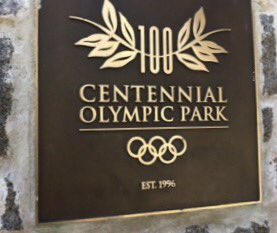 100
CENTENNIAL
OLYMPIC PARK
EST. 1996